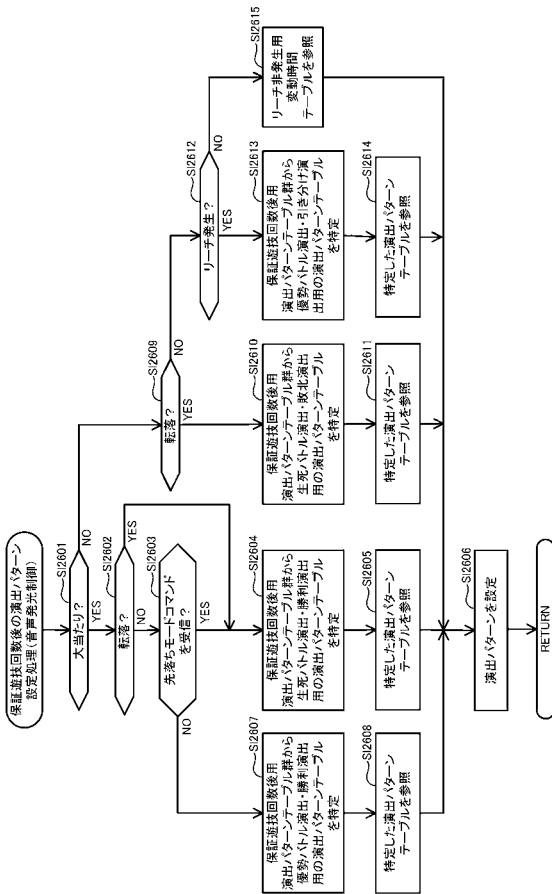 保証遊技回数後の演出パターン
設定処理(音声発光制御)
SI2601
大当たり?
NO
YES
SI2602
転落?
YES
NO
SI2603
先落ちモードコマンド
を受信?
NO
YES
SI2604
保証遊技回数後用
演出パターンテーブル群から
生死バトル演出・勝利演出
用の演出パターンテーブル
を特定
SI2605
特定した演出パターン
テーブルを参照
SI2606
演出パターンを設定
RETURN
SI2607
保証遊技回数後用
演出パターンテーブル群から
優勢バトル演出・勝利演出
用の演出パターンテーブル
を特定
SI2608
特定した演出パターン
テーブルを参照
SI2609
転落?
NO
YES
SI2610
保証遊技回数後用
演出パターンテーブル群から
生死バトル演出・敗北演出
用の演出パターンテーブル
を特定
SI2611
特定した演出パターン
テーブルを参照
SI2612
リーチ発生?
NO
YES
SI2613
保証遊技回数後用
演出パターンテーブル群から
優勢バトル演出・引き分け演
出用の演出パターンテーブル
を特定
SI2614
特定した演出パターン
テーブルを参照
SI2615
リーチ非発生用
変動時間
テーブルを参照